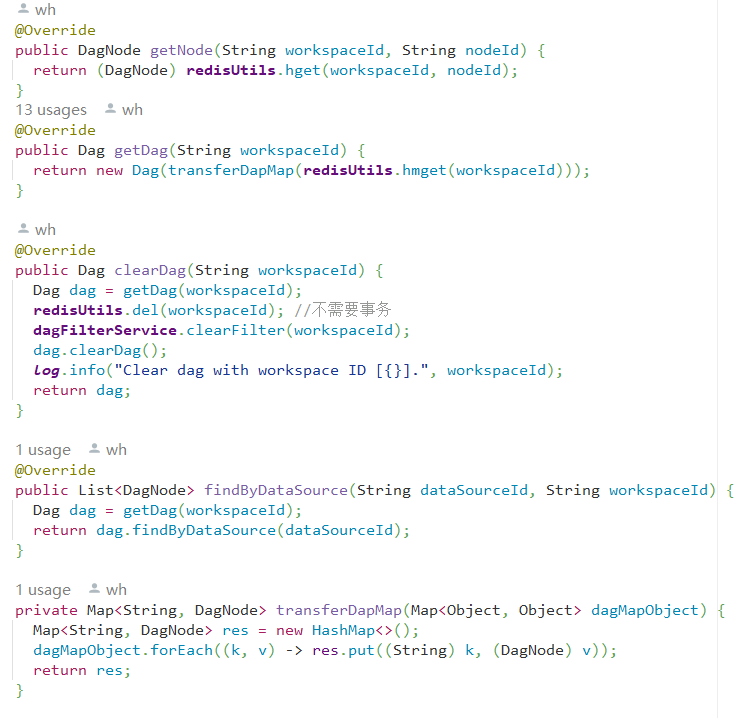 wh
@Override
public DagNode getNode(String workspaceId, String nodeId) {
return (DagNode) redisUtils.hget(workspaceId, nodeId);
}
13 usages wh
@Override
public Dag getDag(String workspaceId) {
return new Dag(transferDapMap(redisUtils.hmget(workspaceId)));
}
wh
@Override
public Dag clearDag(String workspaceId) {
Dag dag = getDag(workspaceId);
redisUtils.del(workspaceId); //不需要事务
dagFilterService.clearFilter(workspaceId);
dag.clearDag();
log.info("Clear dag with workspace ID [{}].", workspaceId);
return dag;
}
1 usage wh
@Override
public List<DagNode> findByDataSource(String dataSourceId, String workspaceId) {
Dag dag = getDag(workspaceId);
return dag.findByDataSource(dataSourceId);
}
1 usage wh
private Map<String, DagNode> transferDapMap(Map<Object, Object> dagMapObject) {
Map<String, DagNode> res = new HashMap<>();
dagMapObject.forEach((k, v) -> res.put((String) k, (DagNode) v));
return res;
}